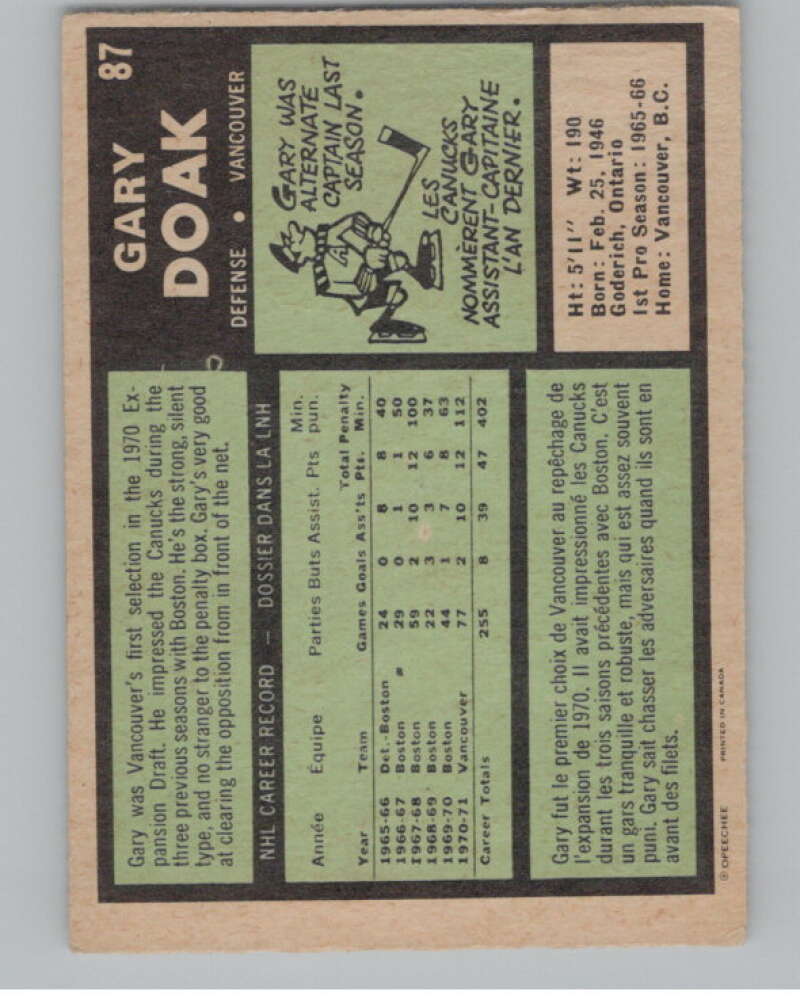 87
GARY
DOAK
DEFENSE • VANCOUVER
Gary was Vancouver's first selection in the 1970 Ex-
pansion Draft. He impressed the Canucks during the
three previous seasons with Boston. He's the strong, silent
type, and no stranger to the penalty box. Gary's very good
at clearing the opposition from in front of the net.
GARY WAS
ALTERNATE
CAPTAIN LAST
SEASON.
A
LES
CANUCKS
NOMMÈRENT GARY
ASSISTANT-CAPITAINE
L'AN DERNIER.
NHL CAREER RECORD — DOSSIER DANS LA LNH
Année Équipe Parties Buts Assist. Pts Min. pun.
Year Team Games Goals Ass'ts Total Pts. Penalty Min.
1965-66 Det.-Boston 24 0 8 8 40
1966-67 Boston 29 0 1 1 50
1967-68 Boston 59 2 10 12 100
1968-69 Boston 22 3 3 6 37
1969-70 Boston 44 1 7 8 63
1970-71 Vancouver 77 2 10 12 112
Career Totals 255 8 39 47 402
Ht: 5'11" Wt: 190
Born: Feb. 25, 1946
Goderich, Ontario
1st Pro Season: 1965-66
Home: Vancouver, B.C.
Gary fut le premier choix de Vancouver au repêchage de
l'expansion de 1970. Il avait impressionné les Canucks
durant les trois saisons précédentes avec Boston. C'est
un gars tranquille et robuste, mais qui est assez souvent
puni. Gary sait chasser les adversaires quand ils sont en
avant des filets.
© OPEECHEE PRINTED IN CANADA